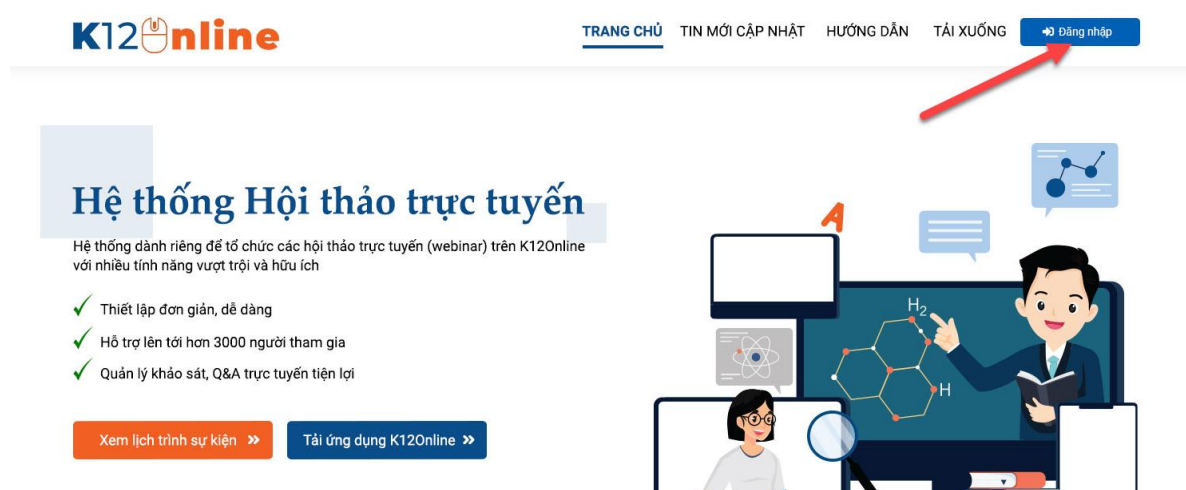 K12Online
TRANG CHỦ TIN MỚI CẬP NHẬT HƯỚNG DẪN TẢI XUỐNG Đăng nhập
Hệ thống Hội thảo trực tuyến
Hệ thống dành riêng để tổ chức các hội thảo trực tuyến (webinar) trên K12Online
với nhiều tính năng vượt trội và hữu ích
Thiết lập đơn giản, dễ dàng
Hỗ trợ lên tới hơn 3000 người tham gia
Quản lý khảo sát, Q&A trực tuyến tiện lợi
Xem lịch trình sự kiện »
Tải ứng dụng K12Online »
A
H₂
H